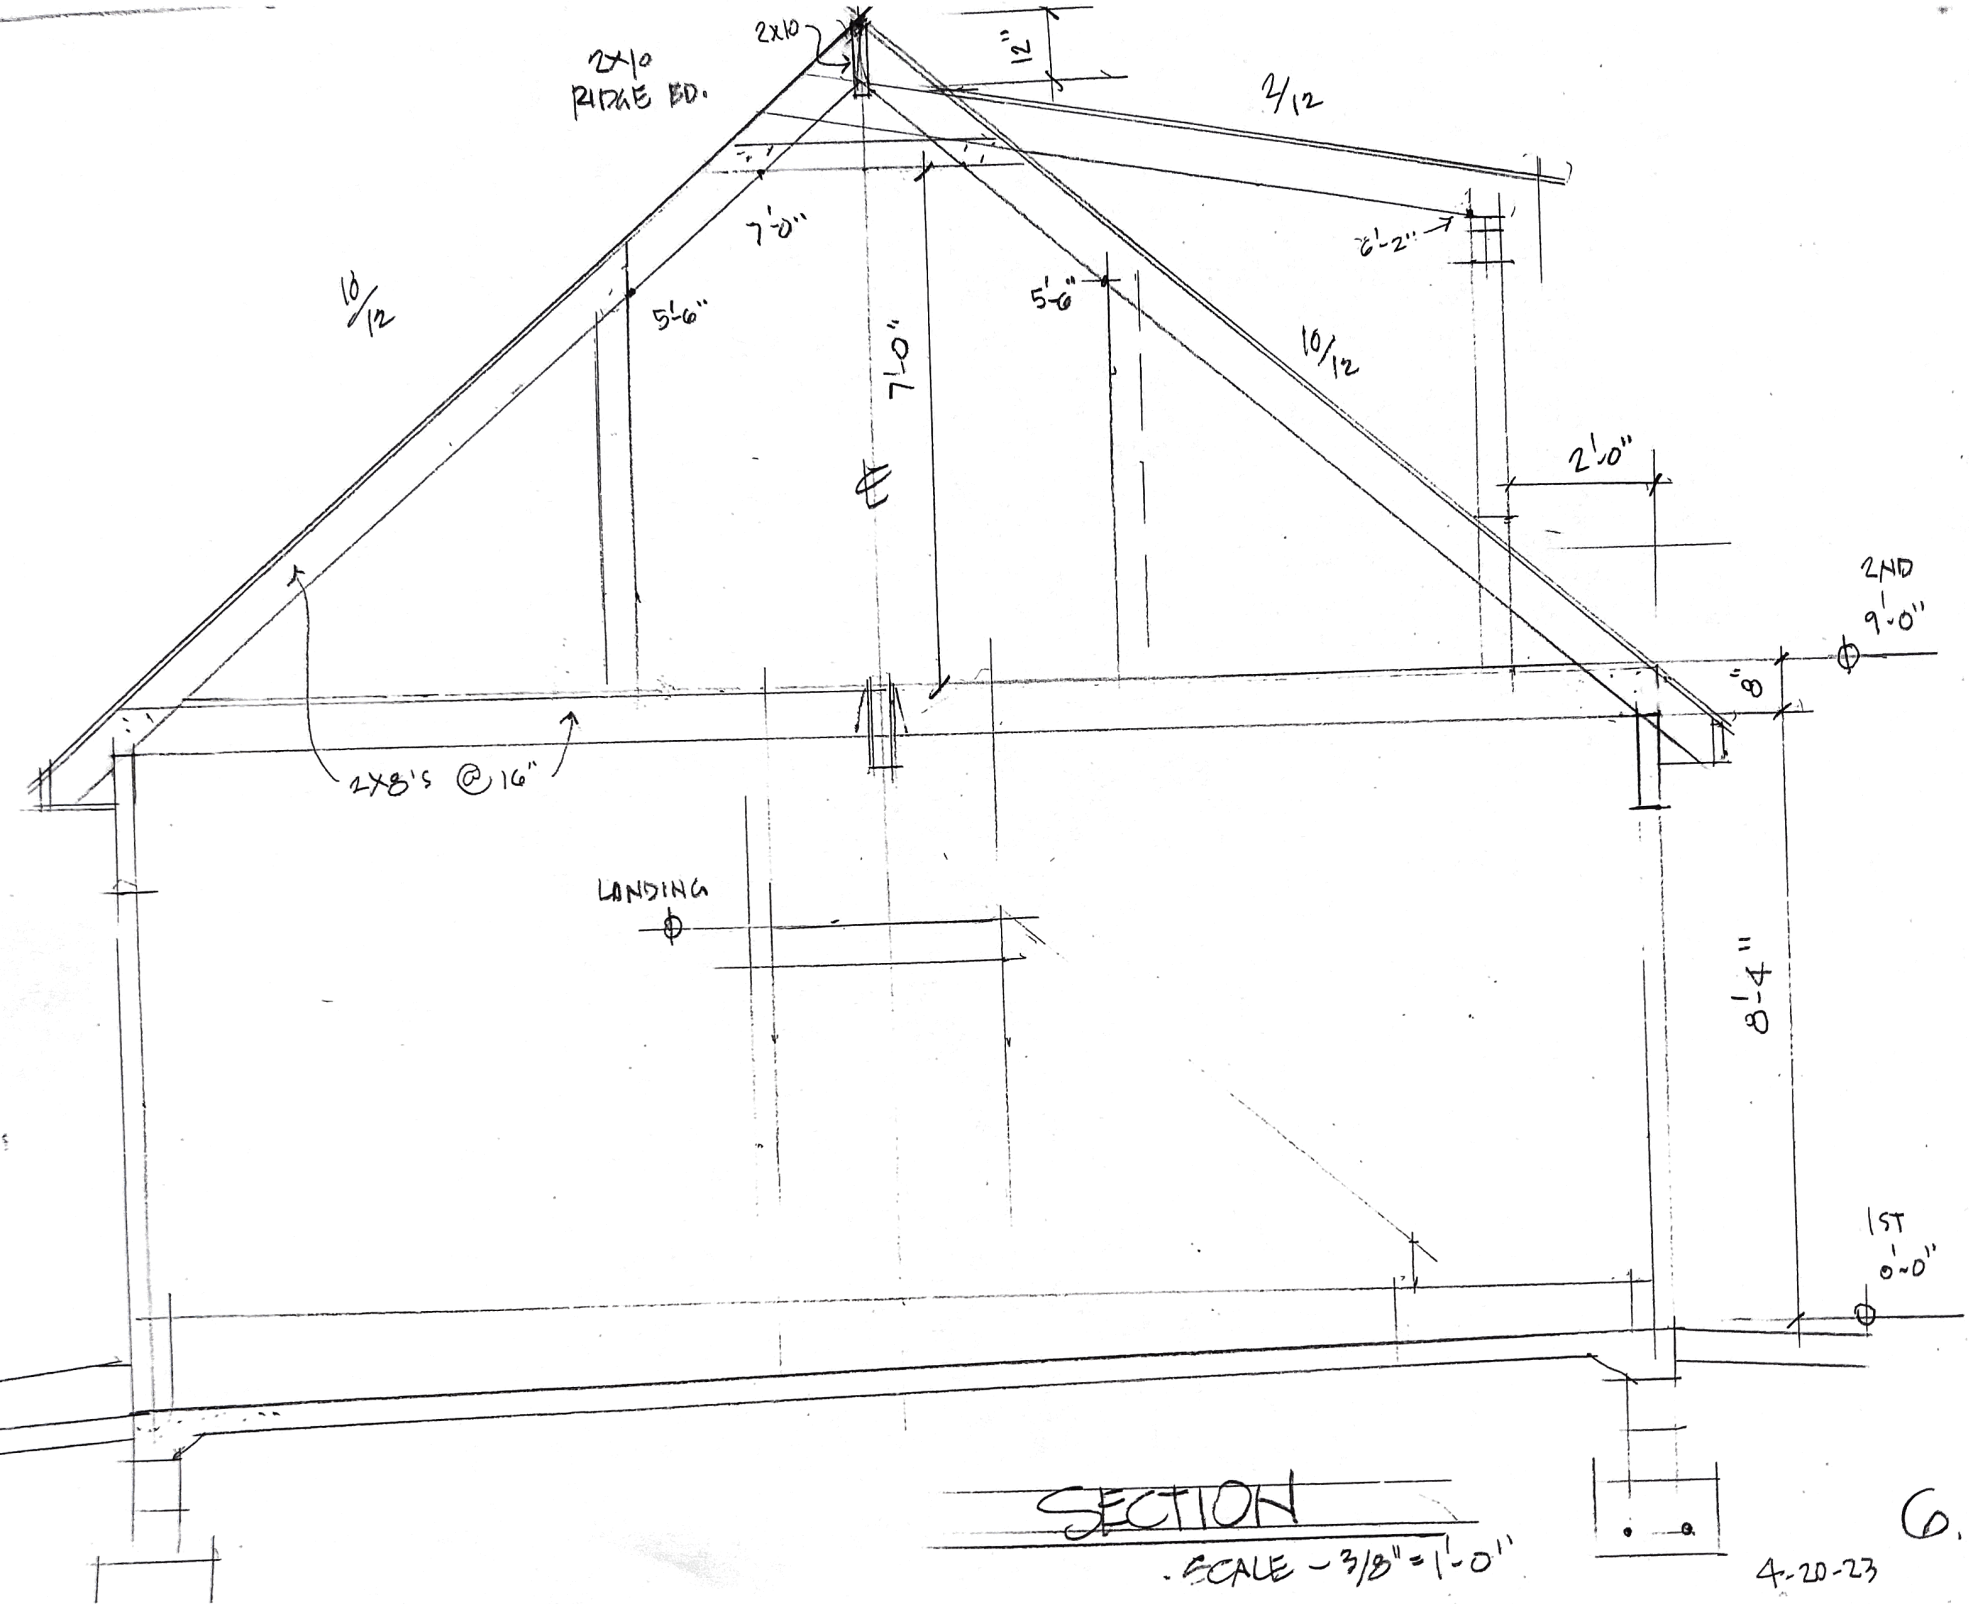 2x10
2x10
RIDGE BD.
12"
2/12
7'-0"
6'-2"
10/12
5'-6"
5'-6"
7'-0"
10/12
2'-0"
2ND
9'-0"
8"
2x8's @ 16"
LANDING
8'-4"
1ST
0'-0"
SECTION
SCALE - 3/8" = 1'-0"
6.
4-20-23